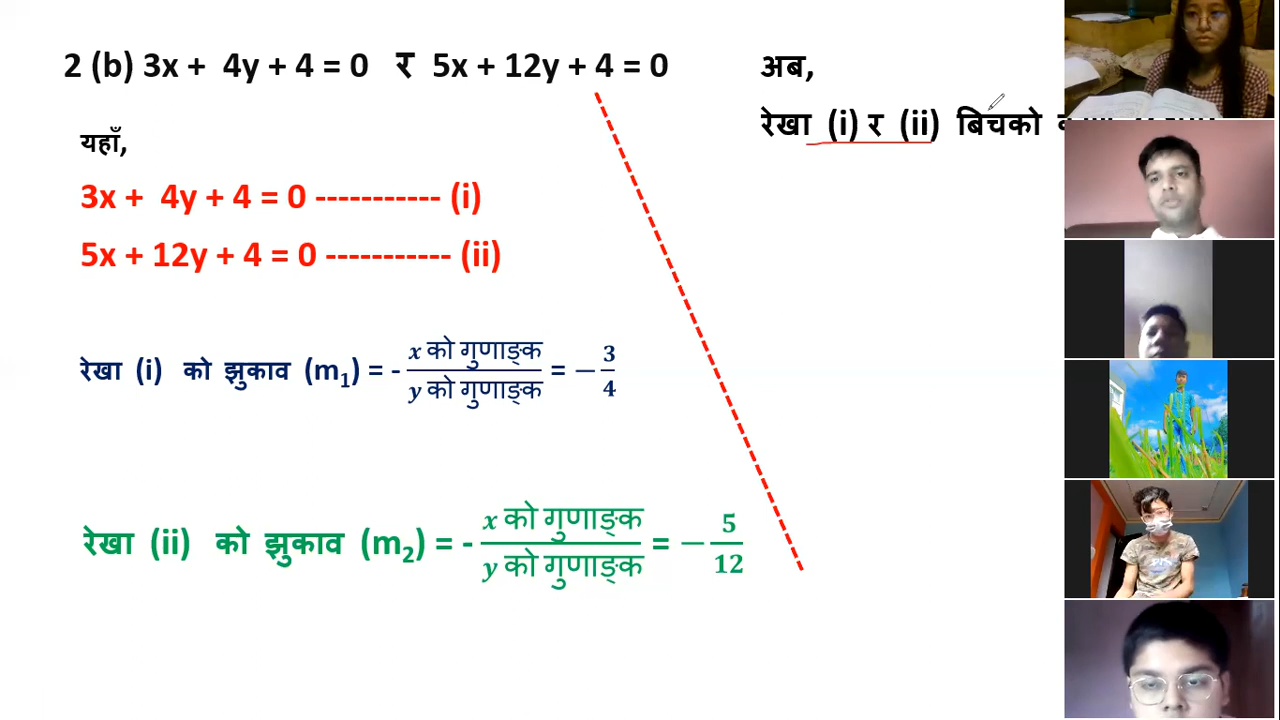 2 (b) 3x + 4y + 4 = 0 र 5x + 12y + 4 = 0
यहाँ,
3x + 4y + 4 = 0 ----------- (i)
5x + 12y + 4 = 0 ----------- (ii)
रेखा (i) को झुकाव (m₁) = - x को गुणाङ्क / y को गुणाङ्क = − 3/4
रेखा (ii) को झुकाव (m₂) = - x को गुणाङ्क / y को गुणाङ्क = − 5/12
अब,
रेखा (i) र (ii) बिचको